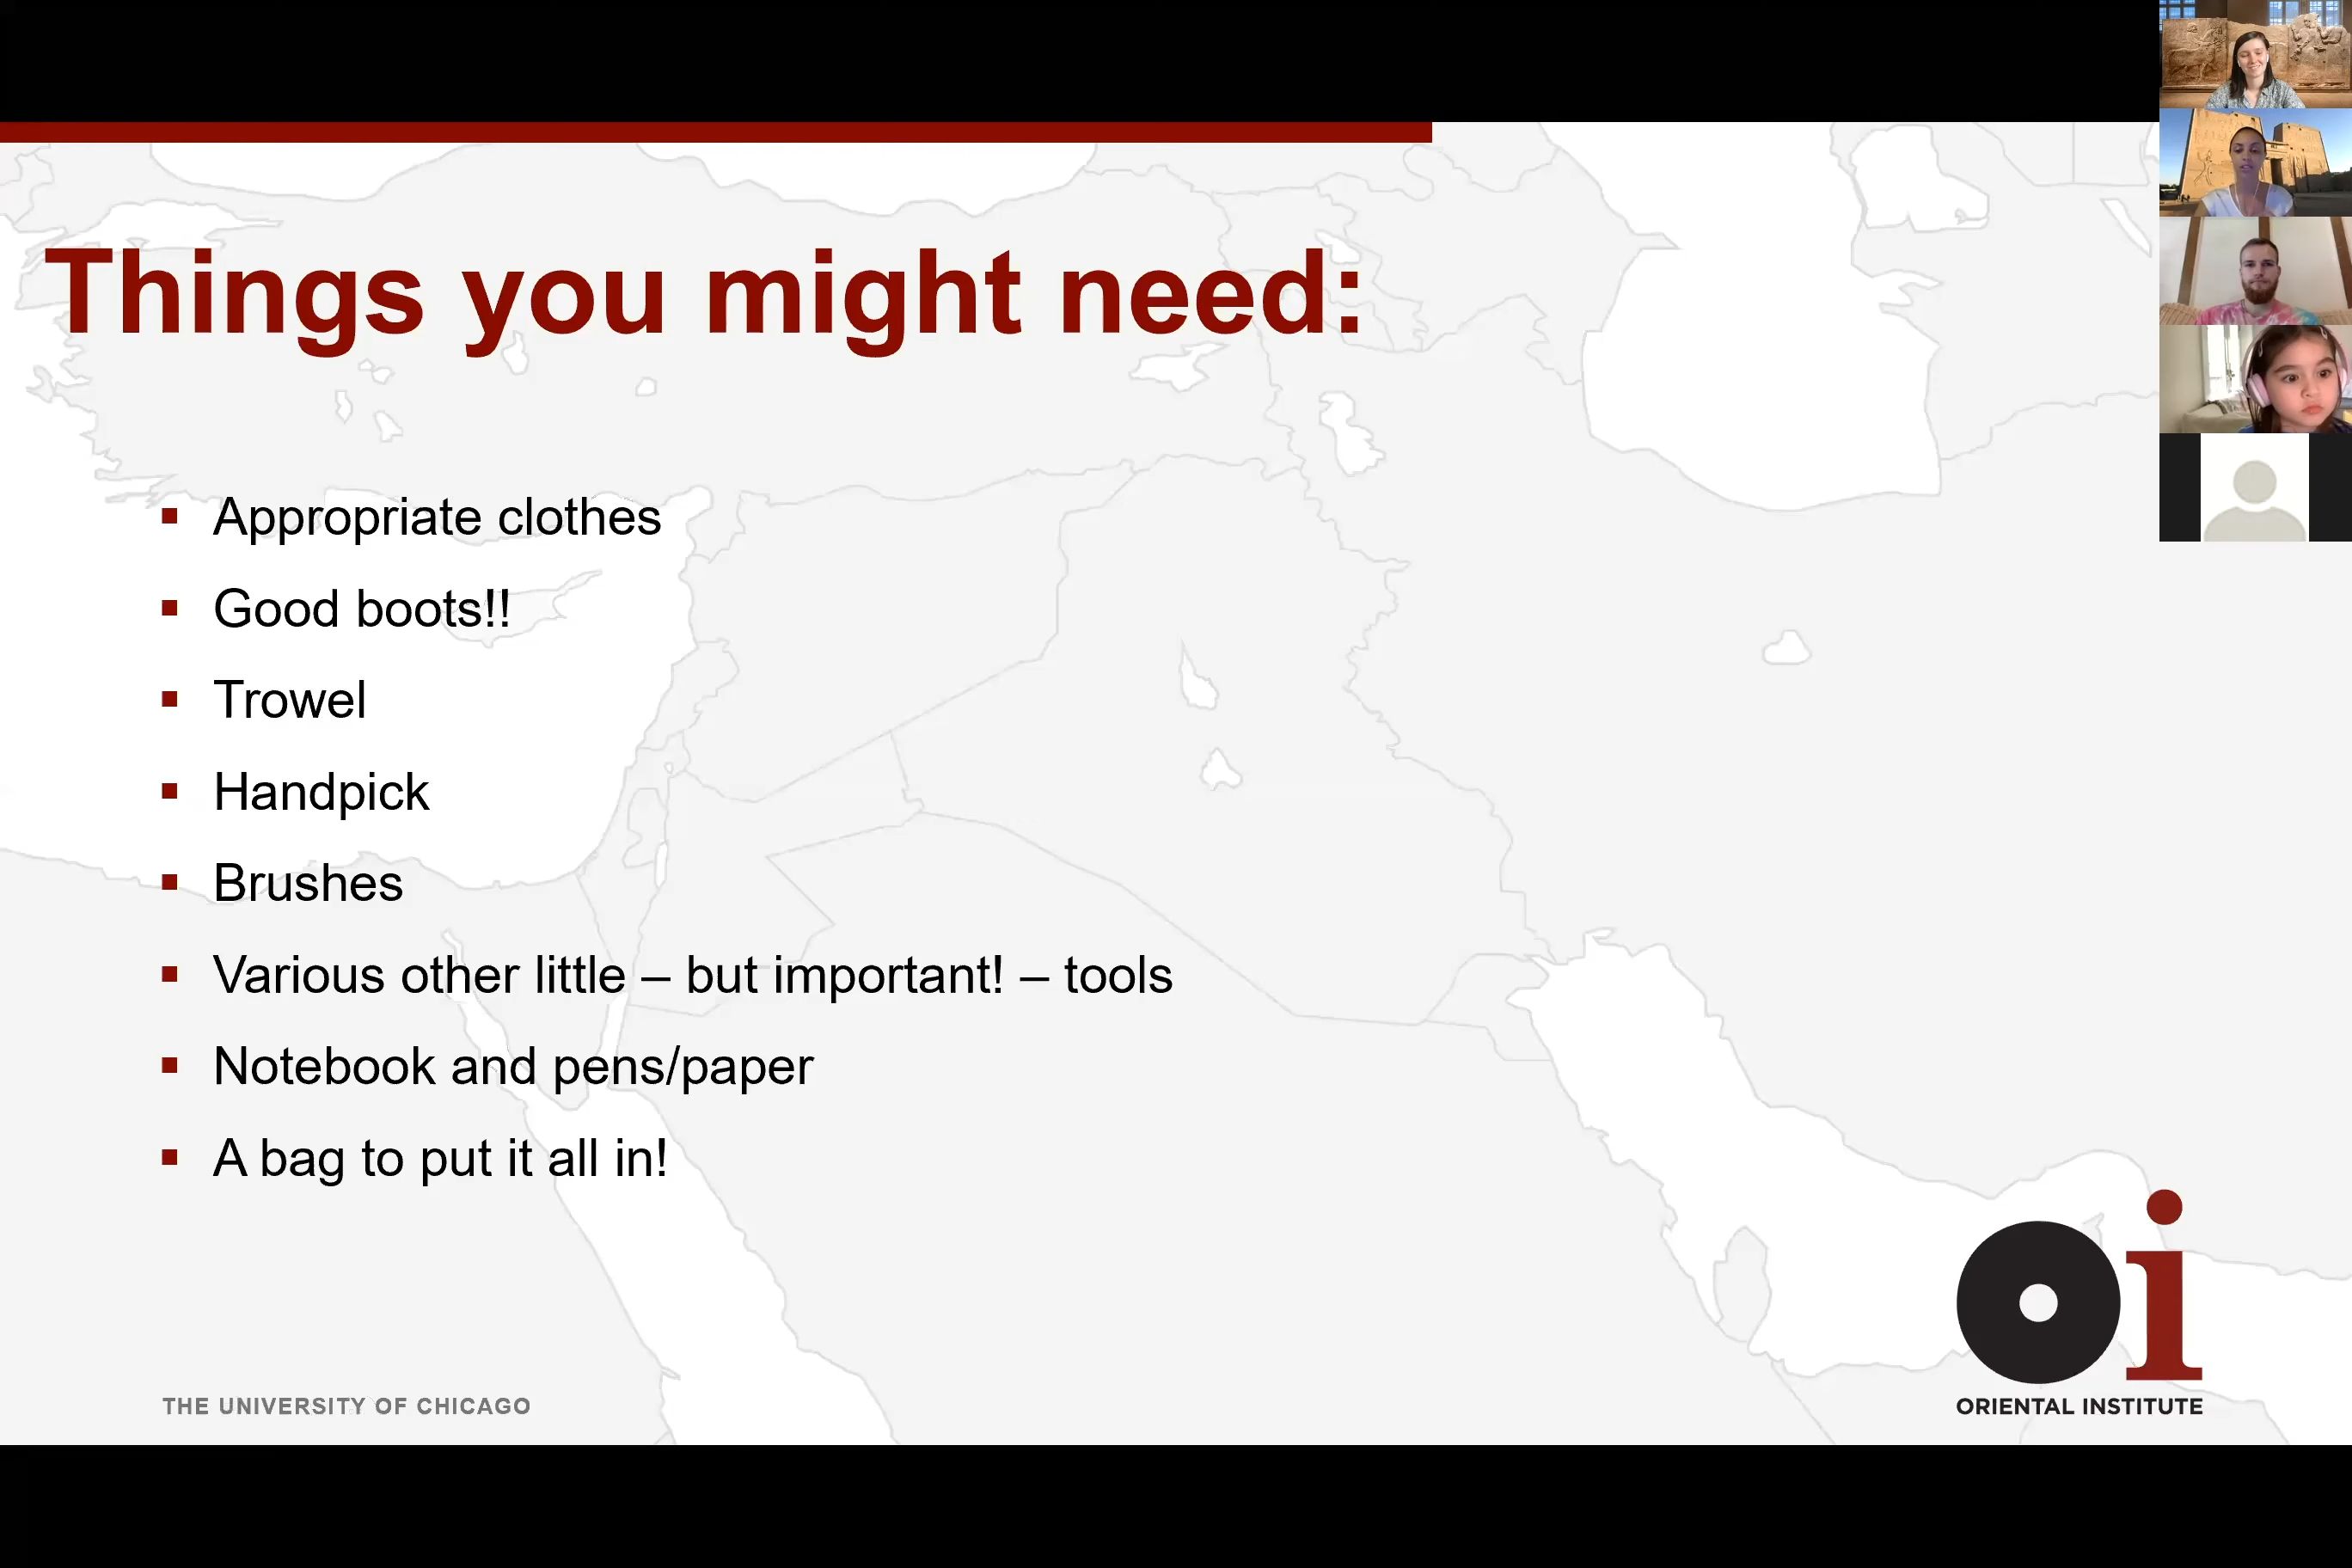 Things you might need:
Appropriate clothes
Good boots!!
Trowel
Handpick
Brushes
Various other little – but important! – tools
Notebook and pens/paper
A bag to put it all in!
THE UNIVERSITY OF CHICAGO
oi
ORIENTAL INSTITUTE